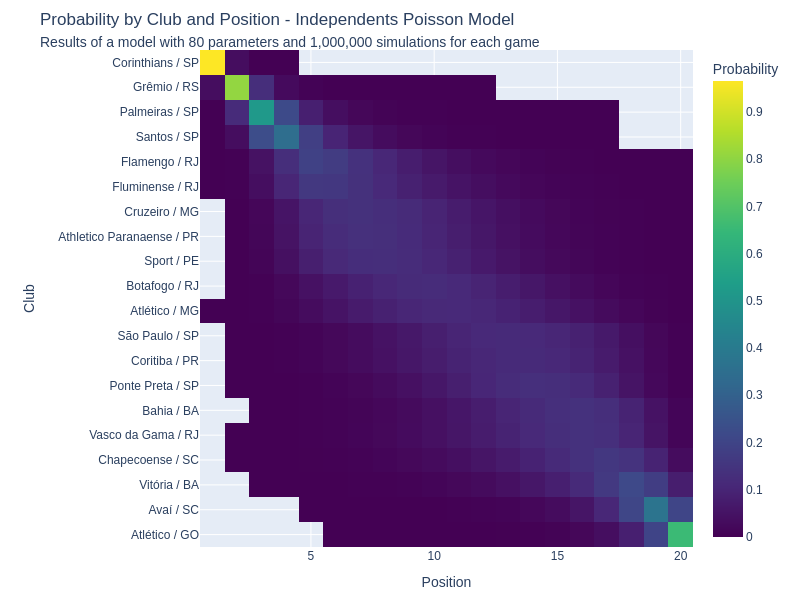 Probability by Club and Position - Independents Poisson Model
Results of a model with 80 parameters and 1,000,000 simulations for each game
Probability
Club
Corinthians / SP
Grêmio / RS
Palmeiras / SP
Santos / SP
Flamengo / RJ
Fluminense / RJ
Cruzeiro / MG
Athletico Paranaense / PR
Sport / PE
Botafogo / RJ
Atlético / MG
São Paulo / SP
Coritiba / PR
Ponte Preta / SP
Bahia / BA
Vasco da Gama / RJ
Chapecoense / SC
Vitória / BA
Avaí / SC
Atlético / GO
5
10
15
20
Position
0.9
0.8
0.7
0.6
0.5
0.4
0.3
0.2
0.1
0